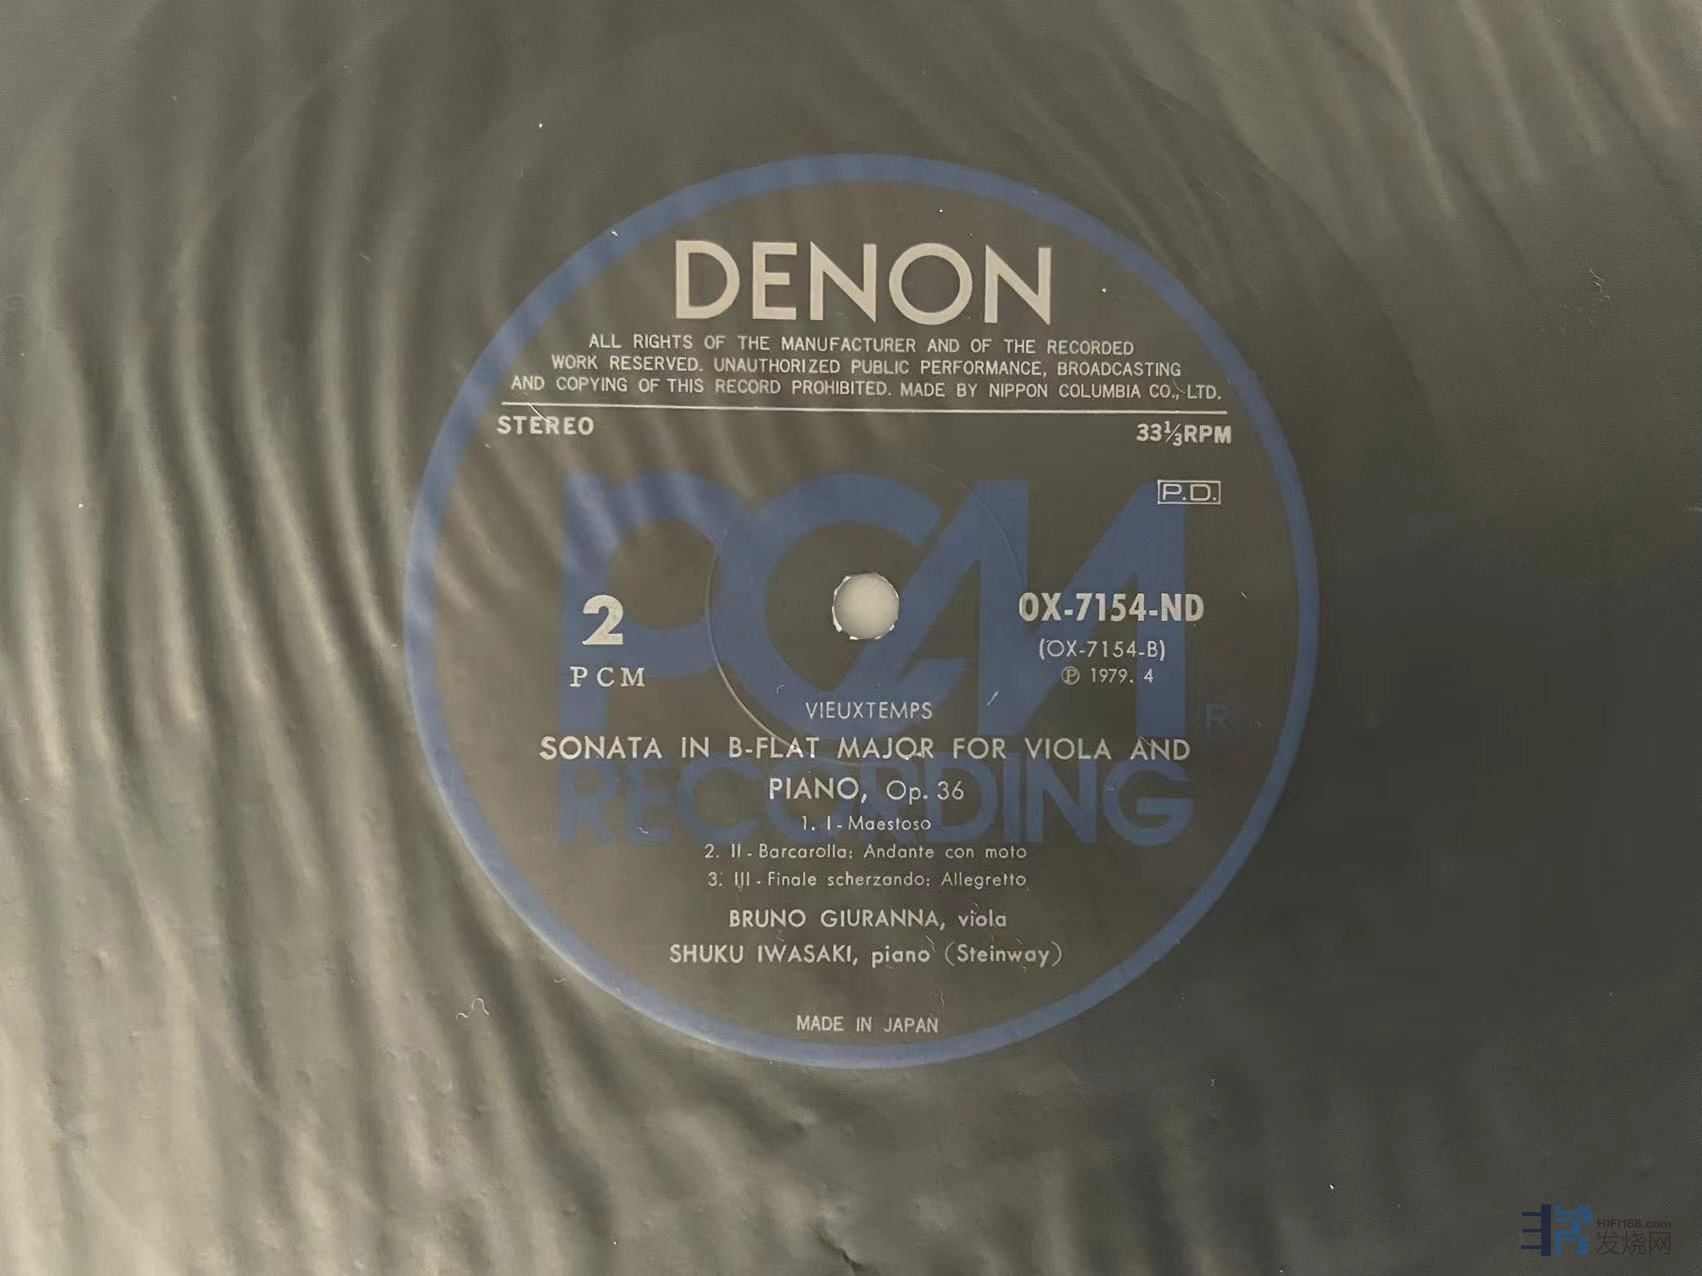 DENON
ALL RIGHTS OF THE MANUFACTURER AND OF THE RECORDED
WORK RESERVED. UNAUTHORIZED PUBLIC PERFORMANCE, BROADCASTING
AND COPYING OF THIS RECORD PROHIBITED. MADE BY NIPPON COLUMBIA CO., LTD.
STEREO
33⅓RPM
P.D.
PCM
RECORDING
2
PCM
OX-7154-ND
(OX-7154-B)
℗ 1979. 4
VIEUXTEMPS
SONATA IN B-FLAT MAJOR FOR VIOLA AND
PIANO, Op. 36
1. I - Maestoso
2. II - Barcarolla: Andante con moto
3. III - Finale scherzando: Allegretto
BRUNO GIURANNA, viola
SHUKU IWASAKI, piano (Steinway)
MADE IN JAPAN
HIFI168.com
发烧网